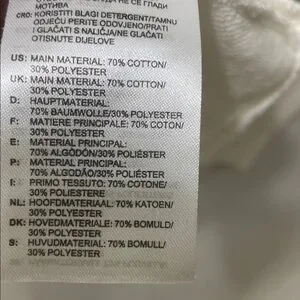 МОТИВА
CRO: KORISTITI BLAGI DETERGENT/TAMNU
ODJEĆU PERITE ODVOJENO/PRATI
I GLAČATI S NALIČJA/NE GLAČATI
OTISNUTE DIJELOVE
US: MAIN MATERIAL: 70% COTTON/
30% POLYESTER
UK: MAIN MATERIAL: 70% COTTON/
30% POLYESTER
D: HAUPTMATERIAL:
70% BAUMWOLLE/30% POLYESTER
F: MATIERE PRINCIPALE: 70% COTON/
30% POLYESTER
E: MATERIAL PRINCIPAL:
70% ALGODÓN/30% POLIÉSTER
P: MATERIAL PRINCIPAL:
70% ALGODÃO/30% POLIÉSTER
I: PRIMO TESSUTO: 70% COTONE/
30% POLIESTERE
NL: HOOFDMATERIAAL: 70% KATOEN/
30% POLYESTER
DK: HOVEDMATERIALE: 70% BOMULD/
30% POLYESTER
S: HUVUDMATERIAL: 70% BOMULL/
30% POLYESTER